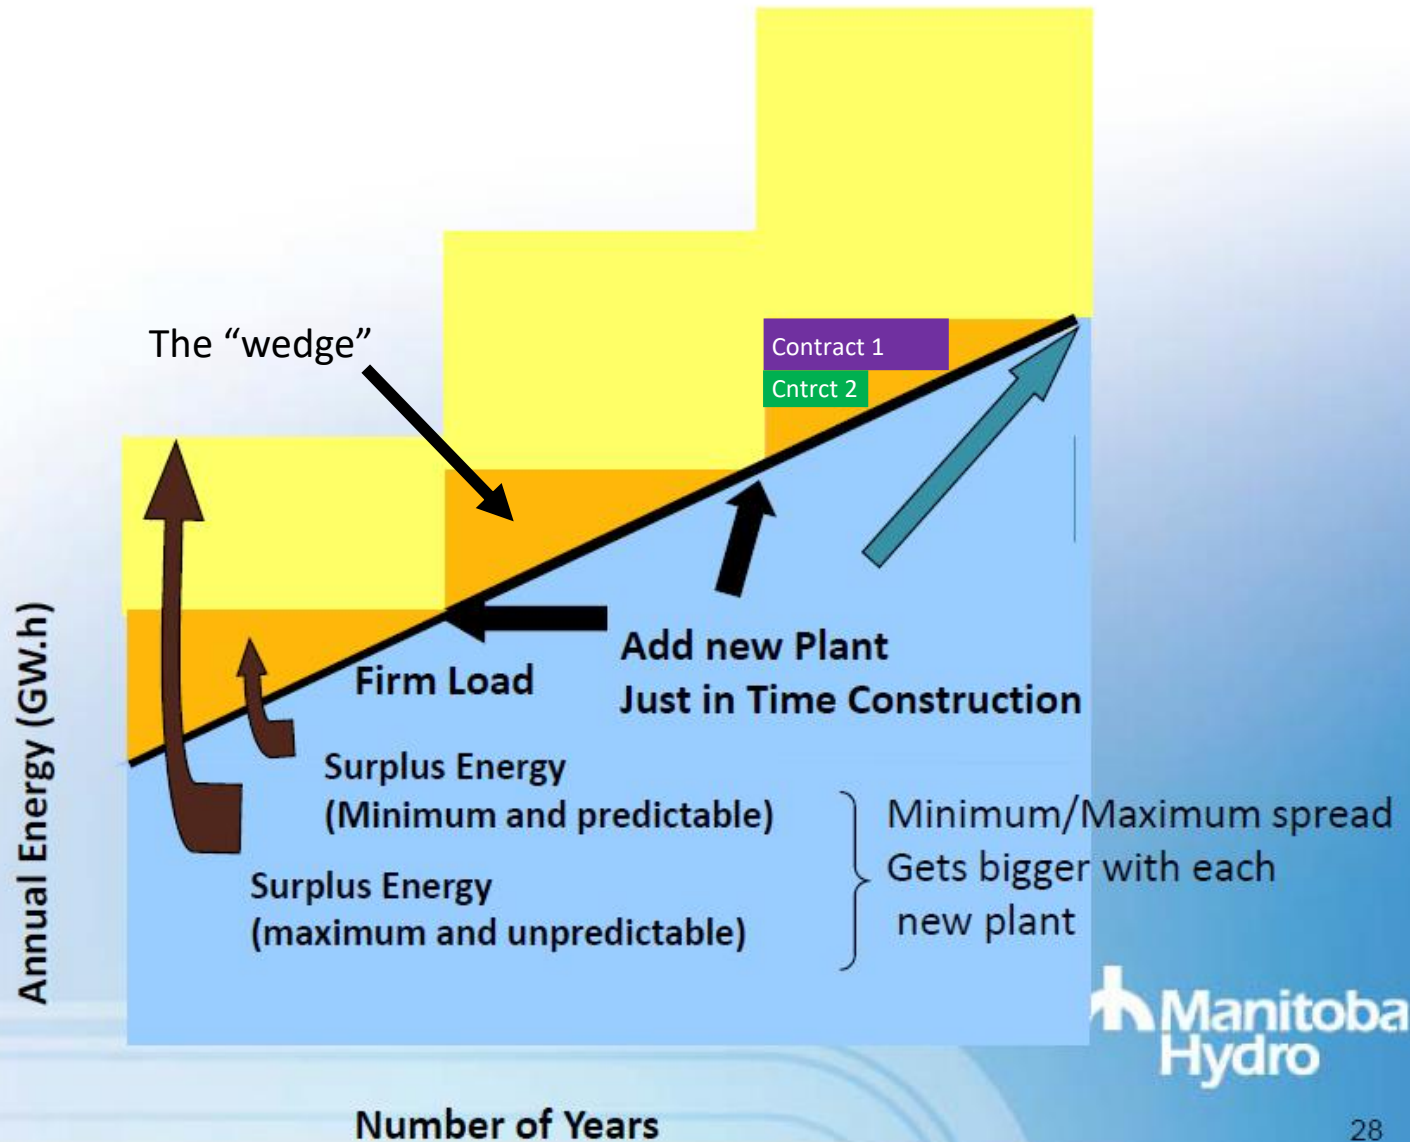 The “wedge”
Contract 1
Cntrct 2
Firm Load
Add new Plant
Just in Time Construction
Surplus Energy
(Minimum and predictable)
Surplus Energy
(maximum and unpredictable)
Minimum/Maximum spread
Gets bigger with each
new plant
Annual Energy (GW.h)
Number of Years
Manitoba
Hydro
28